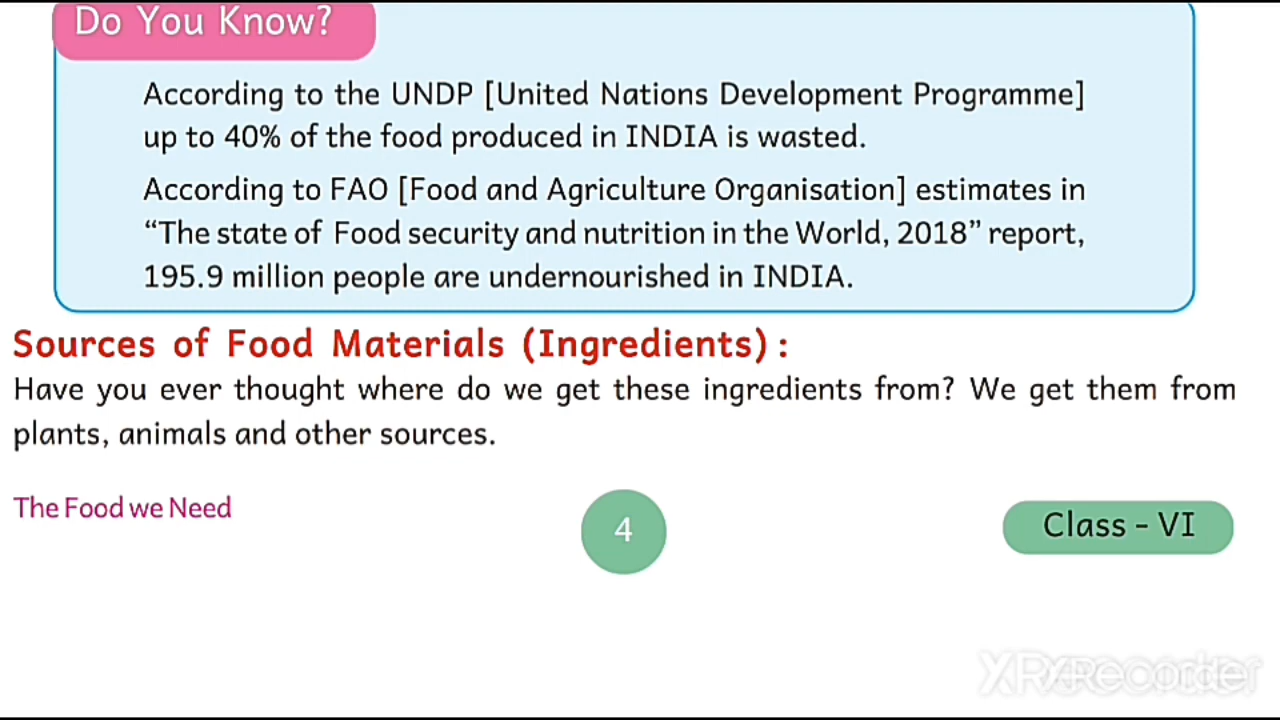 Do You Know?
According to the UNDP [United Nations Development Programme]
up to 40% of the food produced in INDIA is wasted.
According to FAO [Food and Agriculture Organisation] estimates in
“The state of Food security and nutrition in the World, 2018” report,
195.9 million people are undernourished in INDIA.
Sources of Food Materials (Ingredients) :
Have you ever thought where do we get these ingredients from? We get them from
plants, animals and other sources.
The Food we Need
4
Class - VI